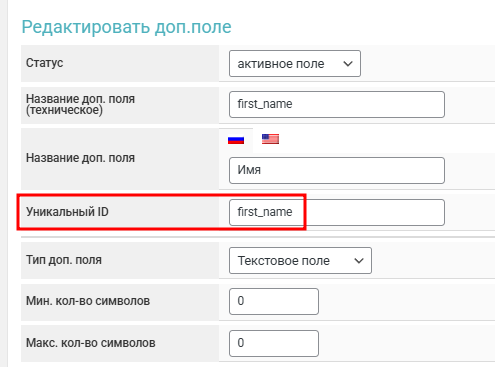 Редактировать доп.поле
Статус
активное поле
Название доп. поля
(техническое)
first_name
Название доп. поля
Имя
Уникальный ID
first_name
Тип доп. поля
Текстовое поле
Мин. кол-во символов
0
Макс. кол-во символов
0